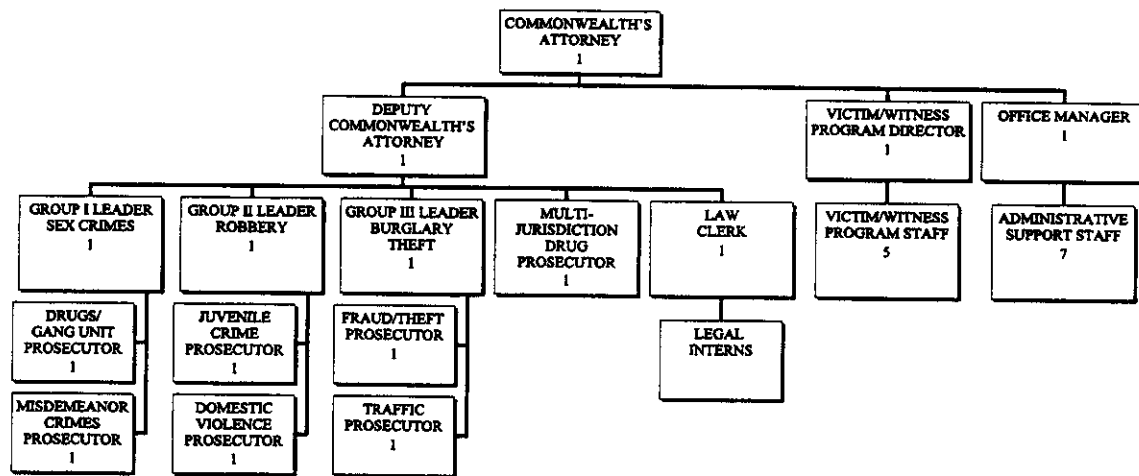 COMMONWEALTH'S
ATTORNEY
1
DEPUTY
COMMONWEALTH'S
ATTORNEY
1
VICTIM/WITNESS
PROGRAM DIRECTOR
1
OFFICE MANAGER
1
GROUP I LEADER
SEX CRIMES
1
GROUP II LEADER
ROBBERY
1
GROUP III LEADER
BURGLARY
THEFT
1
MULTI-
JURISDICTION
DRUG
PROSECUTOR
1
LAW
CLERK
1
VICTIM/WITNESS
PROGRAM STAFF
5
ADMINISTRATIVE
SUPPORT STAFF
7
DRUGS/
GANG UNIT
PROSECUTOR
1
JUVENILE
CRIME
PROSECUTOR
1
FRAUD/THEFT
PROSECUTOR
1
LEGAL
INTERNS
MISDEMEANOR
CRIMES
PROSECUTOR
1
DOMESTIC
VIOLENCE
PROSECUTOR
1
TRAFFIC
PROSECUTOR
1